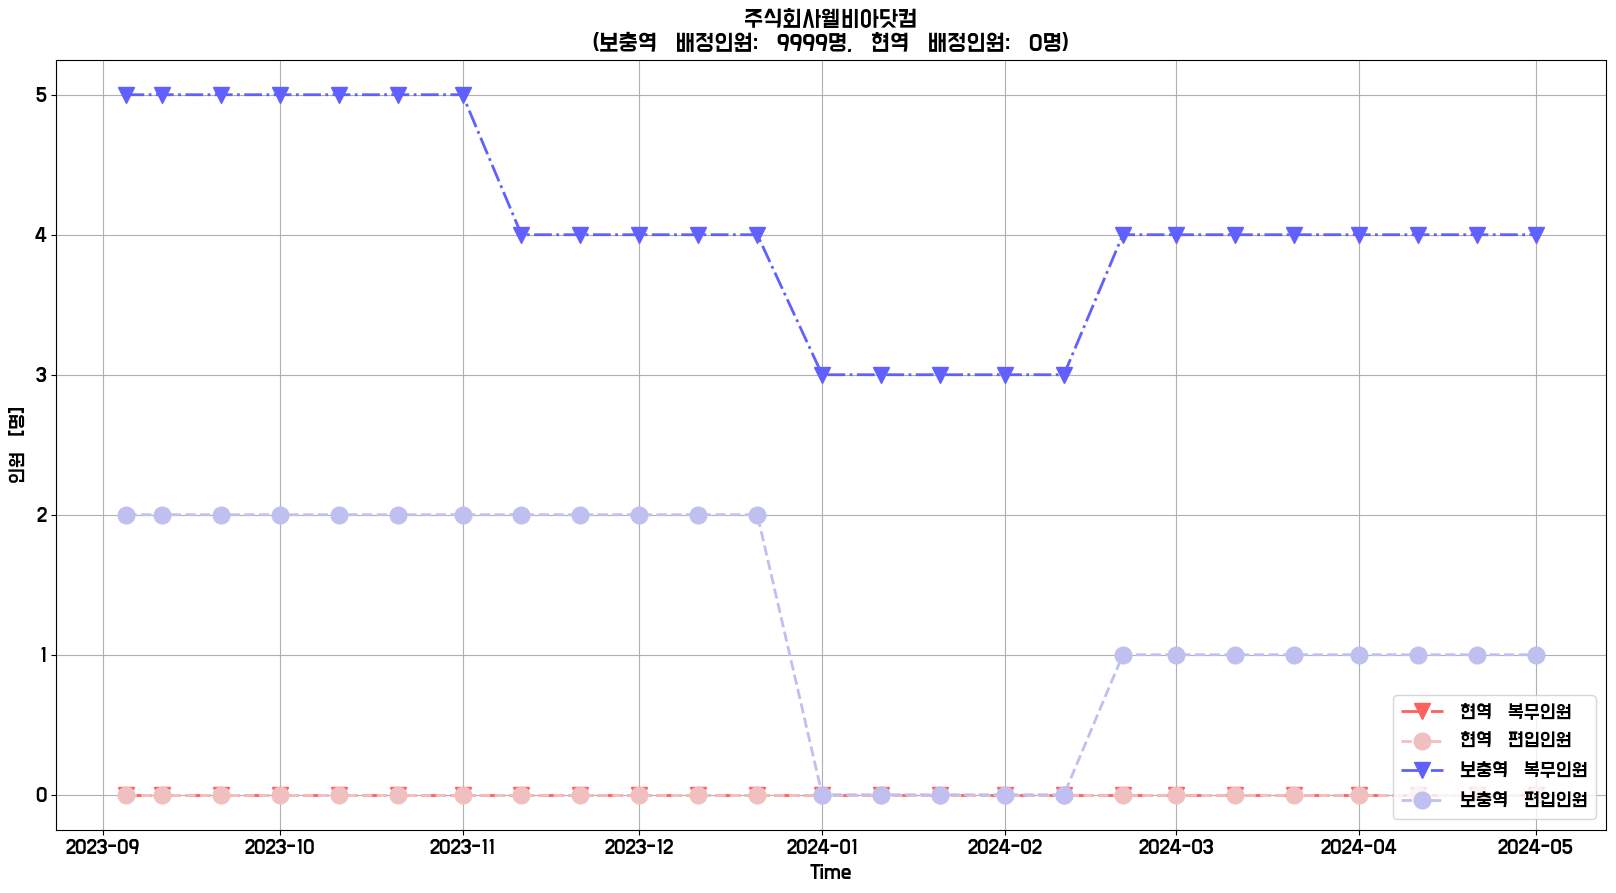 주식회사웰비아닷컴
(보충역 배정인원: 9999명, 현역 배정인원: 0명)
인원 [명]
5
4
3
2
1
0
현역 복무인원
현역 편입인원
보충역 복무인원
보충역 편입인원
2023-09 2023-10 2023-11 2023-12 2024-01 2024-02 2024-03 2024-04 2024-05
Time